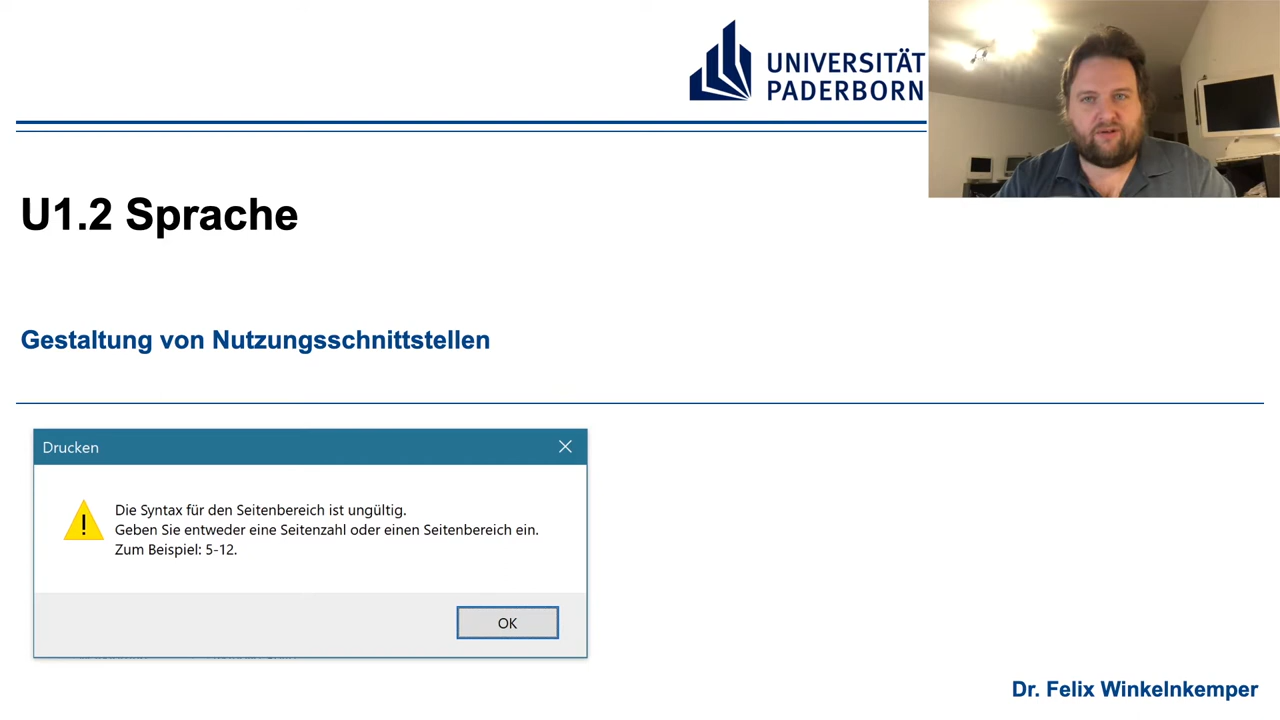 UNIVERSITÄT
PADERBORN
U1.2 Sprache
Gestaltung von Nutzungsschnittstellen
Drucken
Die Syntax für den Seitenbereich ist ungültig.
Geben Sie entweder eine Seitenzahl oder einen Seitenbereich ein.
Zum Beispiel: 5-12.
OK
Dr. Felix Winkelnkemper